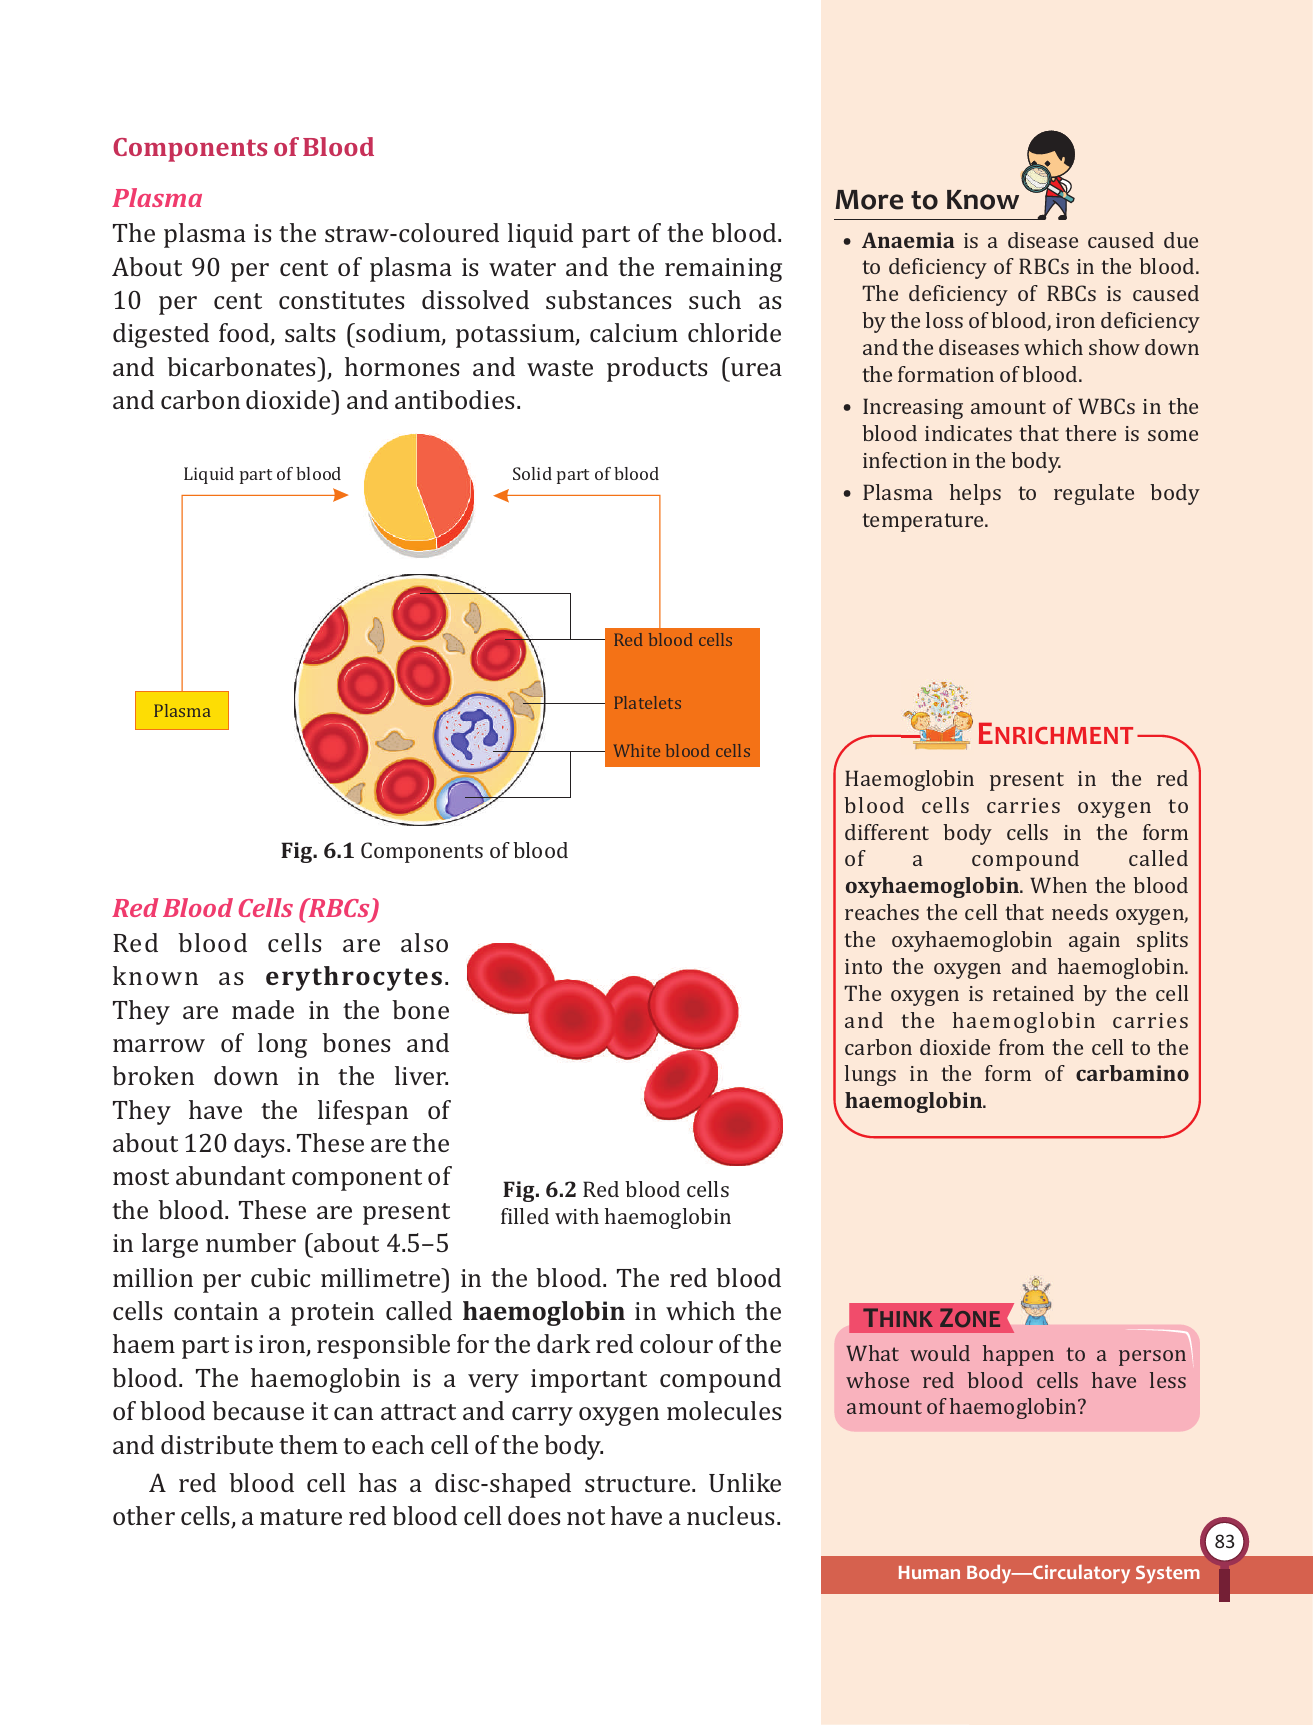 Components of Blood
Plasma
The plasma is the straw-coloured liquid part of the blood.
About 90 per cent of plasma is water and the remaining
10 per cent constitutes dissolved substances such as
digested food, salts (sodium, potassium, calcium chloride
and bicarbonates), hormones and waste products (urea
and carbon dioxide) and antibodies.
Liquid part of blood
Solid part of blood
Plasma
Red blood cells
Platelets
White blood cells
Fig. 6.1 Components of blood
Red Blood Cells (RBCs)
Red blood cells are also
known as erythrocytes.
They are made in the bone
marrow of long bones and
broken down in the liver.
They have the lifespan of
about 120 days. These are the
most abundant component of
the blood. These are present
in large number (about 4.5–5
million per cubic millimetre) in the blood. The red blood
cells contain a protein called haemoglobin in which the
haem part is iron, responsible for the dark red colour of the
blood. The haemoglobin is a very important compound
of blood because it can attract and carry oxygen molecules
and distribute them to each cell of the body.
Fig. 6.2 Red blood cells
filled with haemoglobin
A red blood cell has a disc-shaped structure. Unlike
other cells, a mature red blood cell does not have a nucleus.
More to Know
• Anaemia is a disease caused due
to deficiency of RBCs in the blood.
The deficiency of RBCs is caused
by the loss of blood, iron deficiency
and the diseases which show down
the formation of blood.
• Increasing amount of WBCs in the
blood indicates that there is some
infection in the body.
• Plasma helps to regulate body
temperature.
ENRICHMENT
Haemoglobin present in the red
blood cells carries oxygen to
different body cells in the form
of a compound called
oxyhaemoglobin. When the blood
reaches the cell that needs oxygen,
the oxyhaemoglobin again splits
into the oxygen and haemoglobin.
The oxygen is retained by the cell
and the haemoglobin carries
carbon dioxide from the cell to the
lungs in the form of carbamino
haemoglobin.
THINK ZONE
What would happen to a person
whose red blood cells have less
amount of haemoglobin?
83
Human Body—Circulatory System